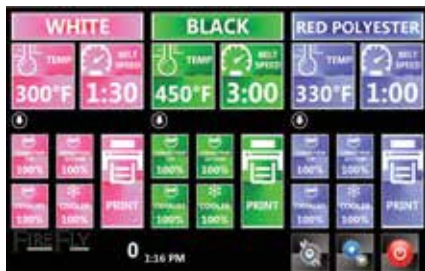 WHITE
BLACK
RED POLYESTER
TEMP
BELT SPEED
TEMP
BELT SPEED
TEMP
BELT SPEED
300°F
1:30
450°F
3:00
330°F
1:00
100%
100%
100%
100%
100%
100%
100%
COOLER
100%
PRINT
100%
COOLER
100%
PRINT
100%
COOLER
100%
PRINT
FIREFLY
0
1:16 PM